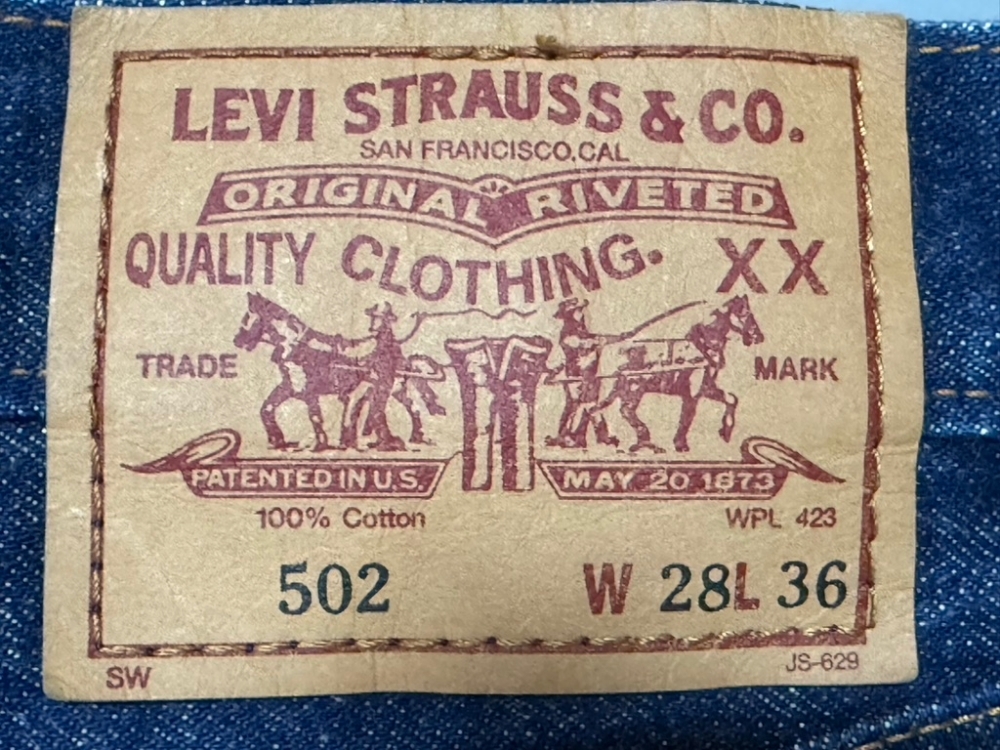 LEVI STRAUSS & CO.
SAN FRANCISCO.CAL
ORIGINAL RIVETED
QUALITY CLOTHING. XX
TRADE MARK
PATENTED IN U.S. MAY 20 1873
100% Cotton WPL 423
502 W 28 L 36
SW JS-629